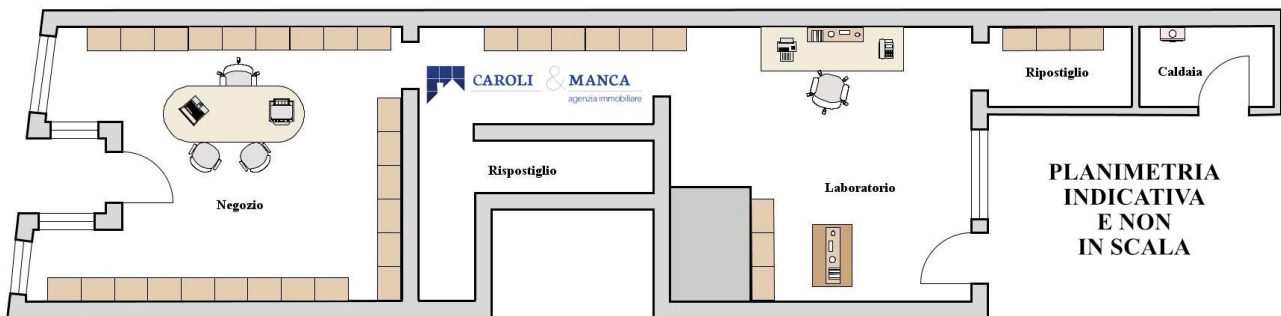 CAROLI & MANCA
agenzia immobiliare
Ripostiglio
Caldaia
Rispostiglio
Laboratorio
Negozio
PLANIMETRIA
INDICATIVA
E NON
IN SCALA